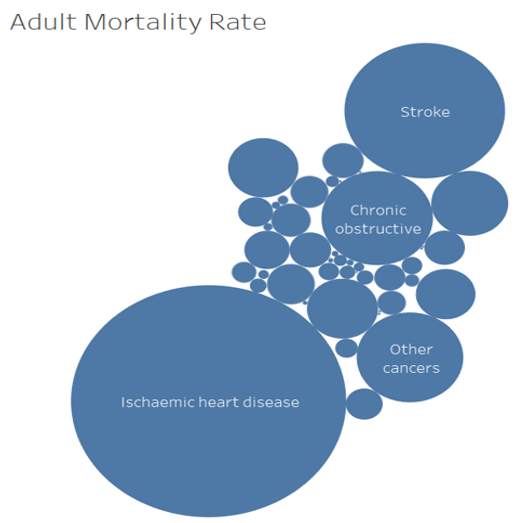 Adult Mortality Rate
Stroke
Chronic
obstructive
Other
cancers
Ischaemic heart disease